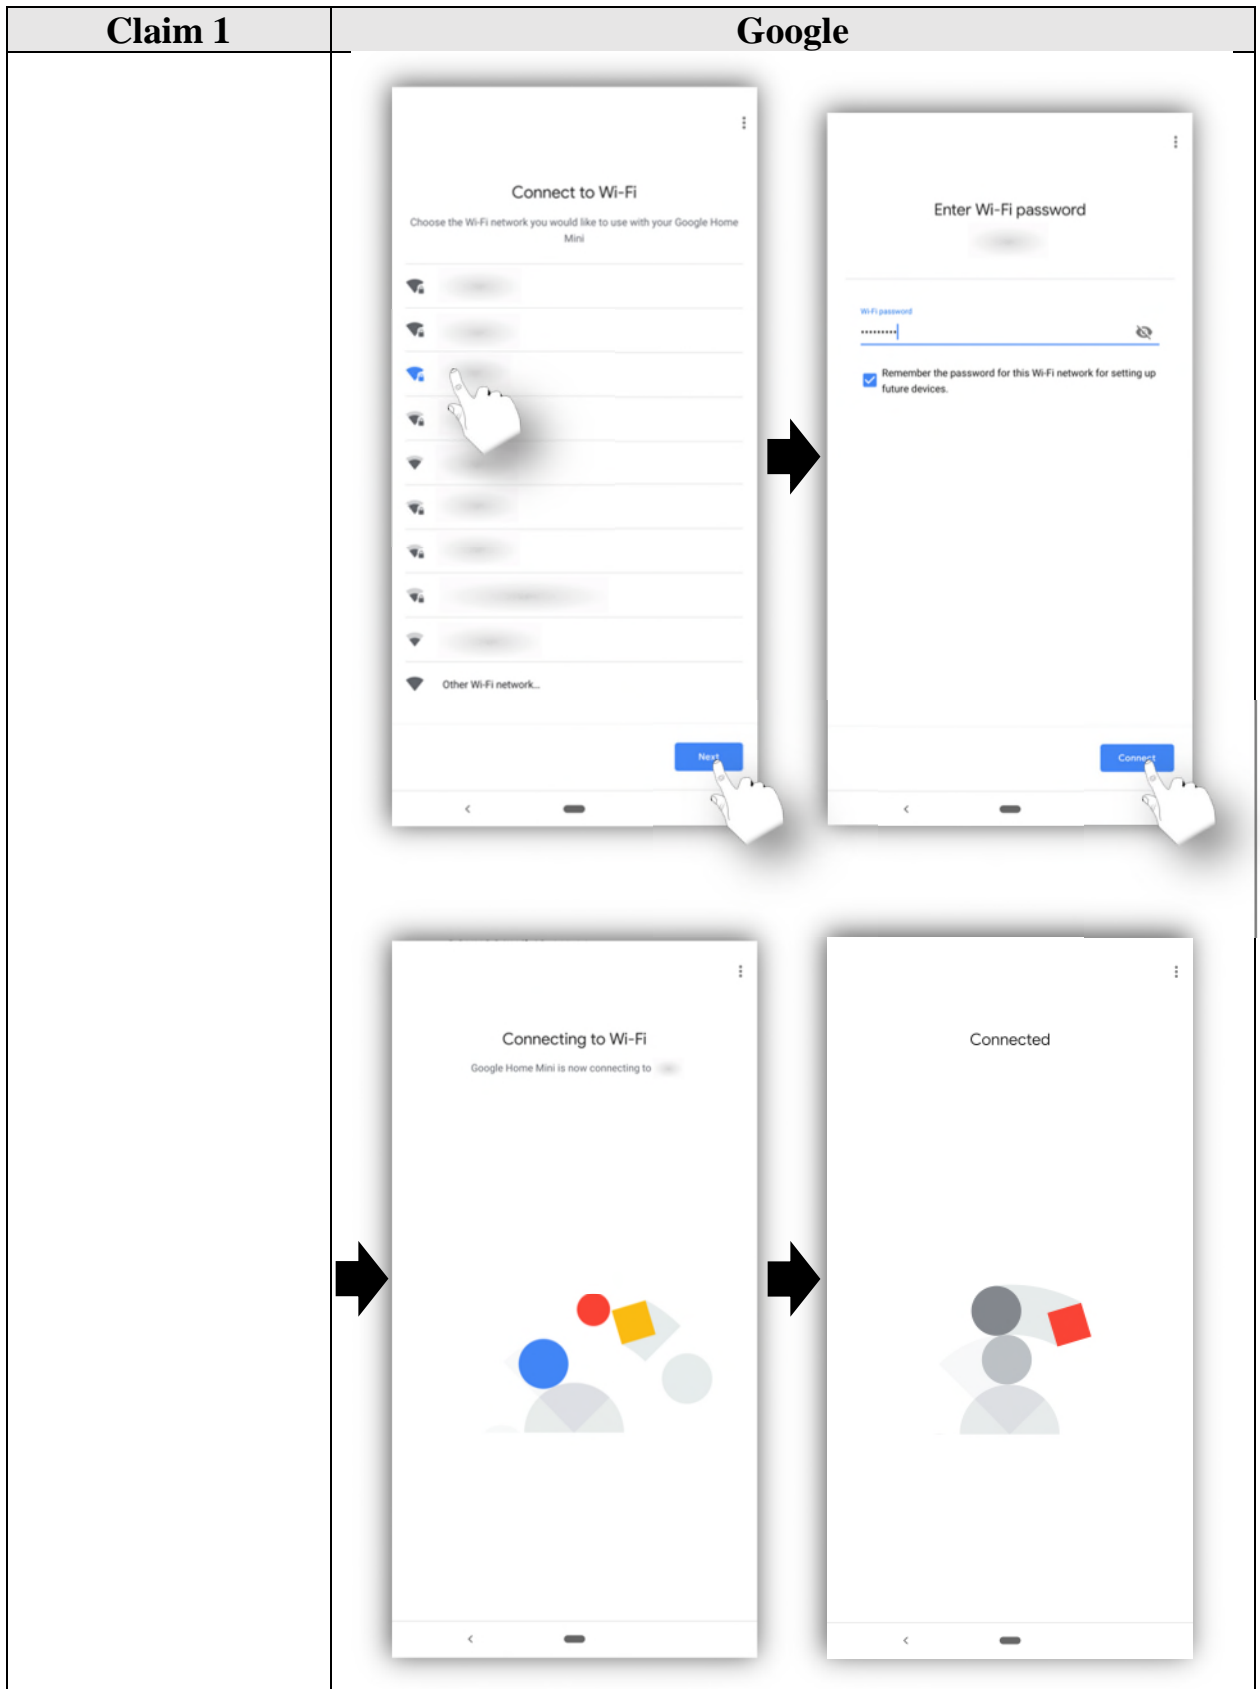 Claim 1
Google
Connect to Wi-Fi
Choose the Wi-Fi network you would like to use with your Google Home
Mini
Other Wi-Fi network...
Next
Enter Wi-Fi password
Wi-Fi password
•••••••••
Remember the password for this Wi-Fi network for setting up
future devices.
Connect
Connecting to Wi-Fi
Google Home Mini is now connecting to
Connected